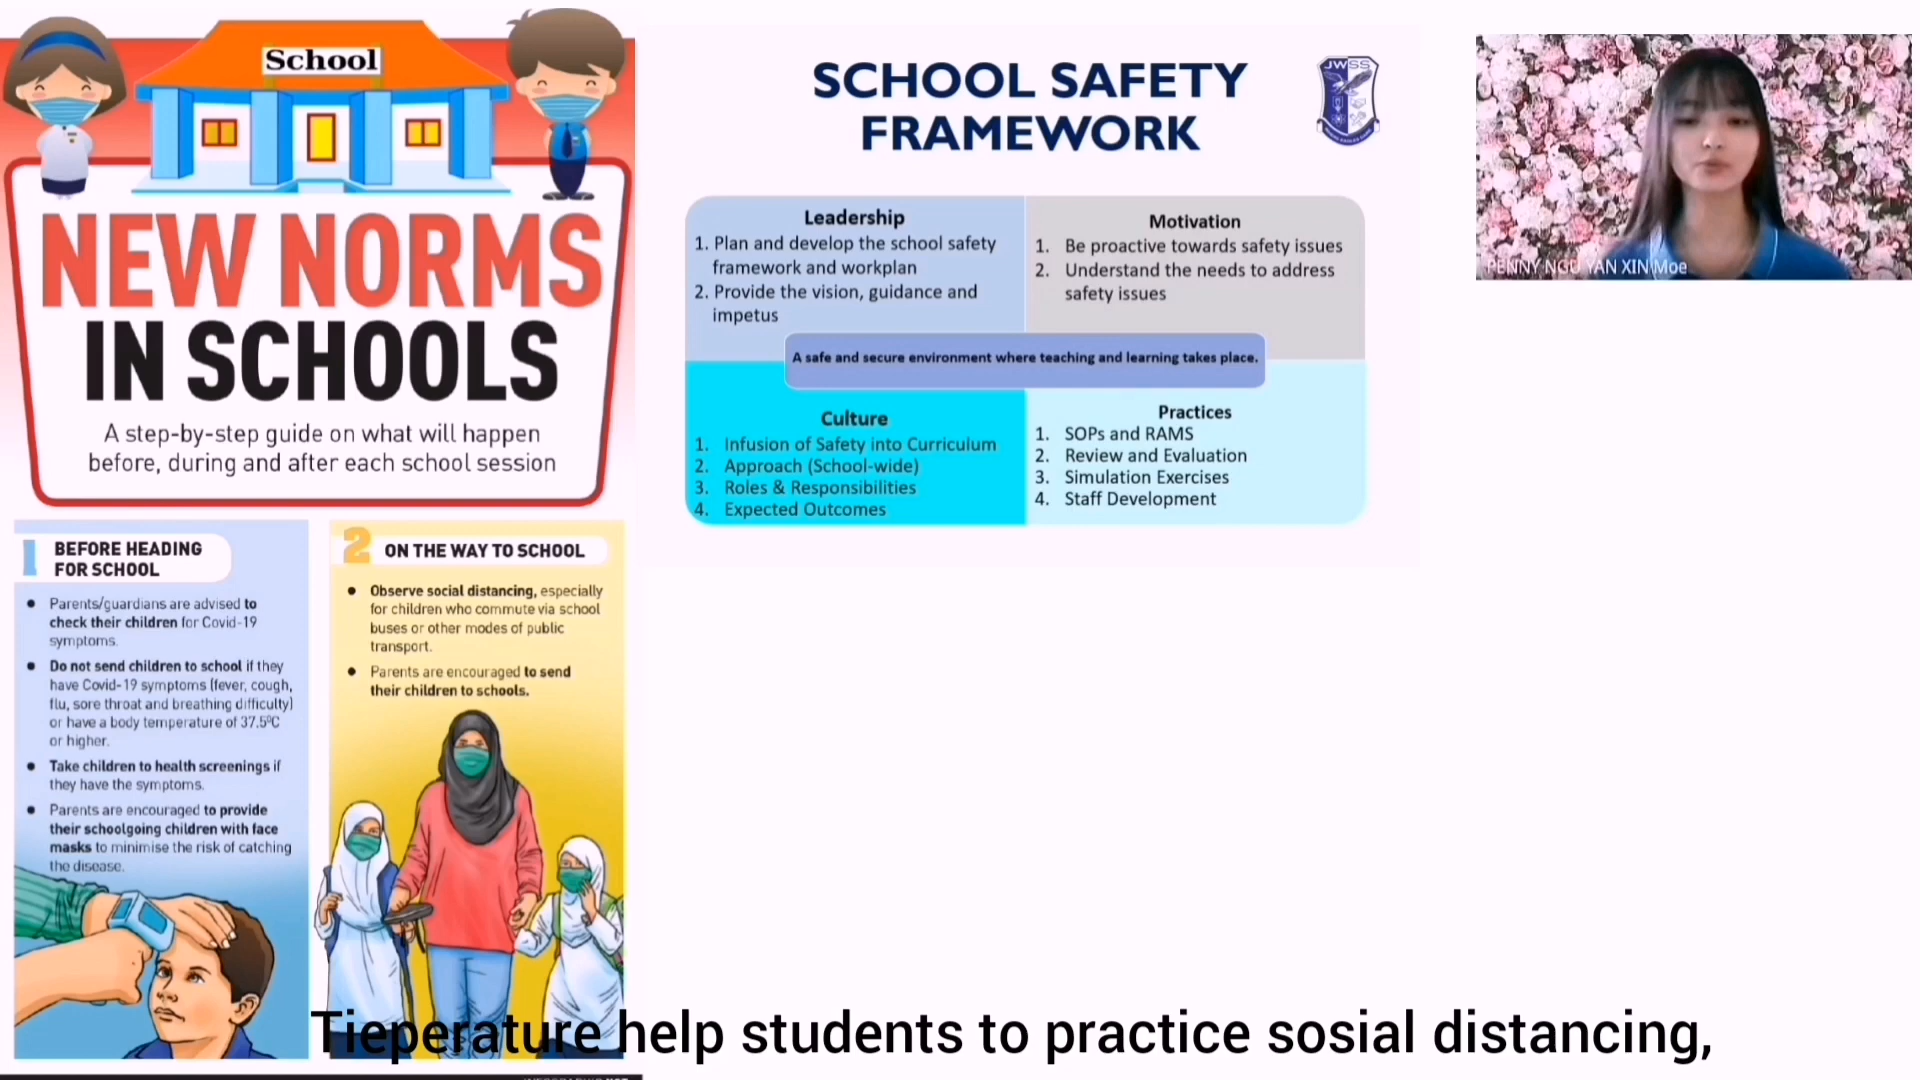 School
NEW NORMS
IN SCHOOLS
A step-by-step guide on what will happen
before, during and after each school session
1 BEFORE HEADING
FOR SCHOOL
• Parents/guardians are advised to
check their children for Covid-19
symptoms.
• Do not send children to school if they
have Covid-19 symptoms (fever, cough,
flu, sore throat and breathing difficulty)
or have a body temperature of 37.5°C
or higher.
• Take children to health screenings if
they have the symptoms.
• Parents are encouraged to provide
their schoolgoing children with face
masks to minimise the risk of catching
the disease.
2 ON THE WAY TO SCHOOL
• Observe social distancing, especially
for children who commute via school
buses or other modes of public
transport.
• Parents are encouraged to send
their children to schools.
SCHOOL SAFETY
FRAMEWORK
JWSS
Leadership
1. Plan and develop the school safety
framework and workplan
2. Provide the vision, guidance and
impetus
Motivation
1. Be proactive towards safety issues
2. Understand the needs to address
safety issues
A safe and secure environment where teaching and learning takes place.
Culture
1. Infusion of Safety into Curriculum
2. Approach (School-wide)
3. Roles & Responsibilities
4. Expected Outcomes
Practices
1. SOPs and RAMS
2. Review and Evaluation
3. Simulation Exercises
4. Staff Development
PENNY NGU YAN XIN Moe
Tieperature help students to practice sosial distancing,